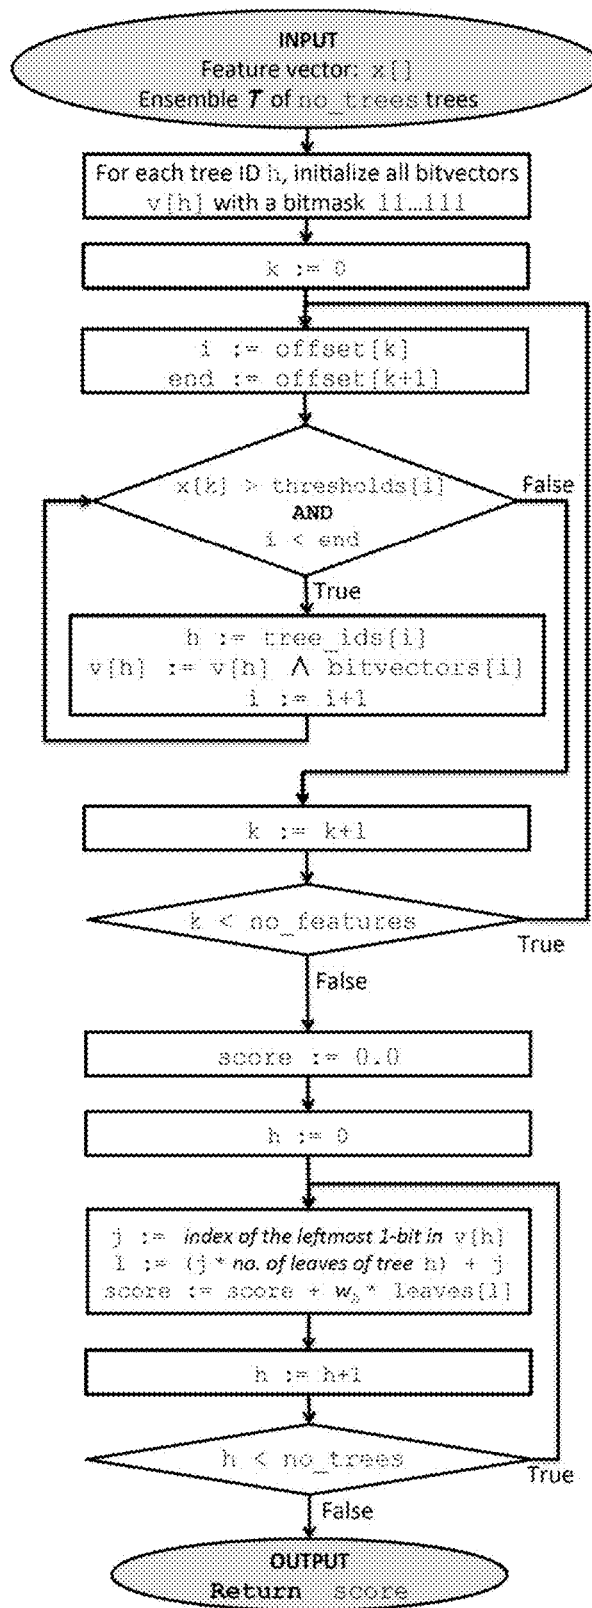 INPUT
Feature vector: x[]
Ensemble T of no_trees trees
For each tree ID h, initialize all bitvectors
v[h] with a bitmask 11…111
k := 0
i := offset[k]
end := offset[k+1]
x[k] > thresholds[i]
AND
i < end
False
True
h := tree_ids[i]
v[h] := v[h] ∧ bitvectors[i]
i := i+1
k := k+1
k < no_features
True
False
score := 0.0
h := 0
j := index of the leftmost 1-bit in v[h]
l := (j * no. of leaves of tree h) + j
score := score + wₕ * leaves[l]
h := h+1
h < no_trees
True
False
OUTPUT
Return score